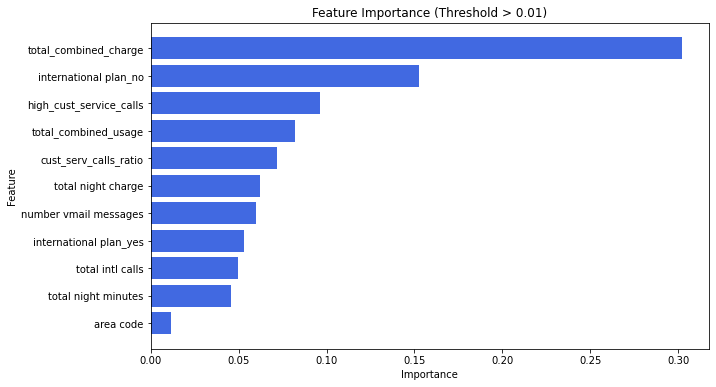 Feature Importance (Threshold > 0.01)
total_combined_charge
international plan_no
high_cust_service_calls
total_combined_usage
cust_serv_calls_ratio
total night charge
number vmail messages
international plan_yes
total intl calls
total night minutes
area code
Feature
0.00 0.05 0.10 0.15 0.20 0.25 0.30
Importance